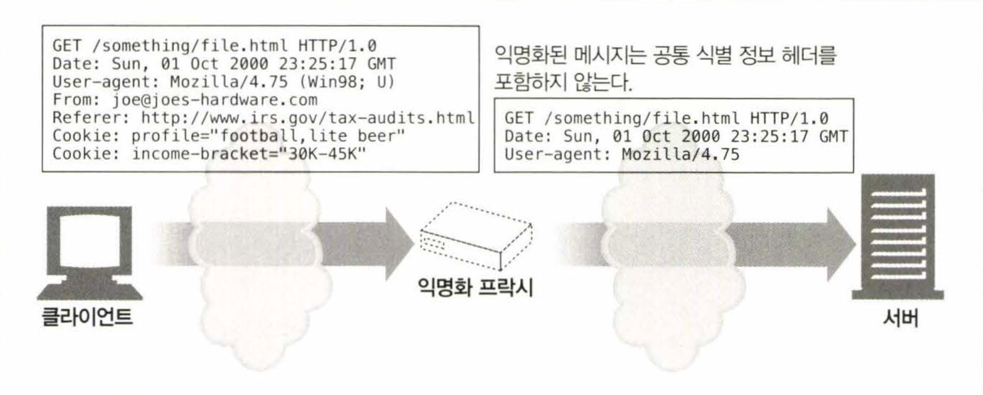 GET /something/file.html HTTP/1.0
Date: Sun, 01 Oct 2000 23:25:17 GMT
User-agent: Mozilla/4.75 (Win98; U)
From: joe@joes-hardware.com
Referer: http://www.irs.gov/tax-audits.html
Cookie: profile="football,lite beer"
Cookie: income-bracket="30K-45K"
익명화된 메시지는 공통 식별 정보 헤더를
포함하지 않는다.
GET /something/file.html HTTP/1.0
Date: Sun, 01 Oct 2000 23:25:17 GMT
User-agent: Mozilla/4.75
클라이언트
익명화 프락시
서버